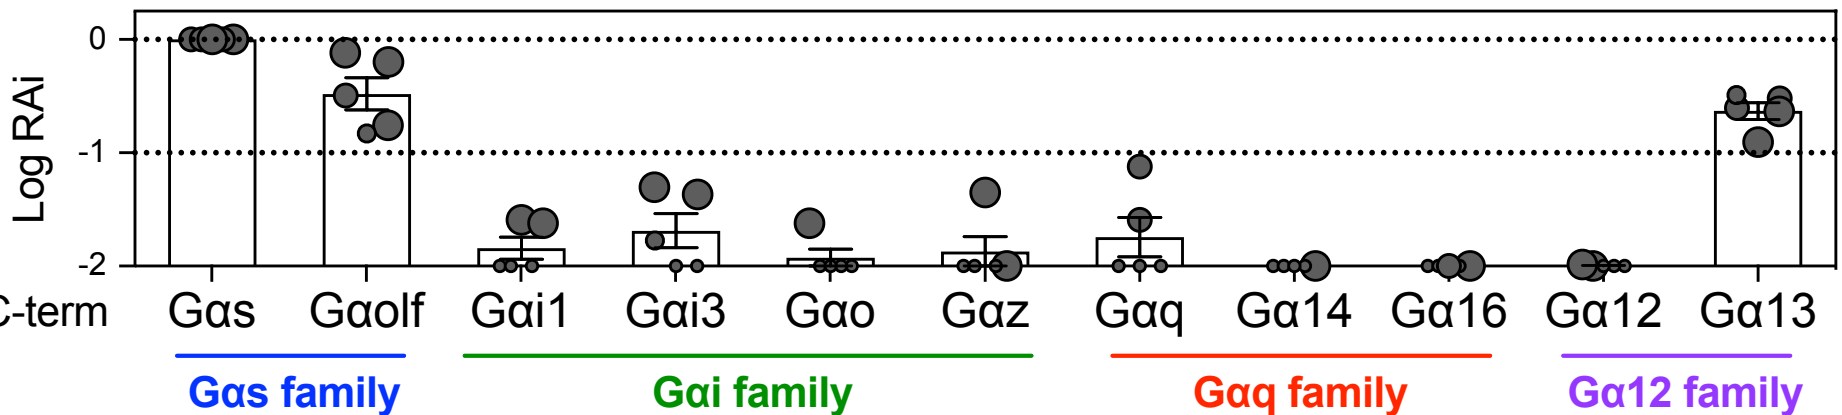 Log RAi
0
-1
-2
C-term Gαs Gαolf Gαi1 Gαi3 Gαo Gαz Gαq Gα14 Gα16 Gα12 Gα13
Gαs family Gαi family Gαq family Gα12 family